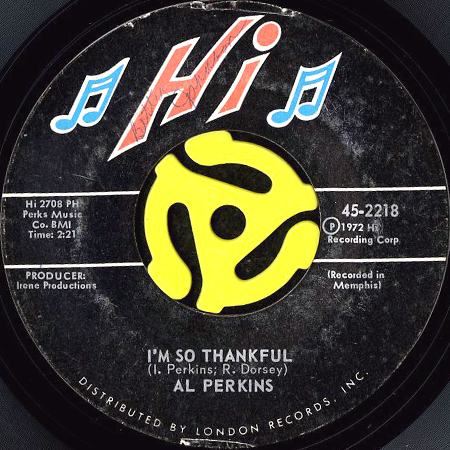 Hi
Hi 2708 PH
Perks Music
Co. BMI
Time: 2:21
45-2218
Ⓟ1972 Hi
Recording Corp.
PRODUCER:
Irene Productions
(Recorded in
Memphis)
I'M SO THANKFUL
(I. Perkins; R. Dorsey)
AL PERKINS
DISTRIBUTED BY LONDON RECORDS, INC.